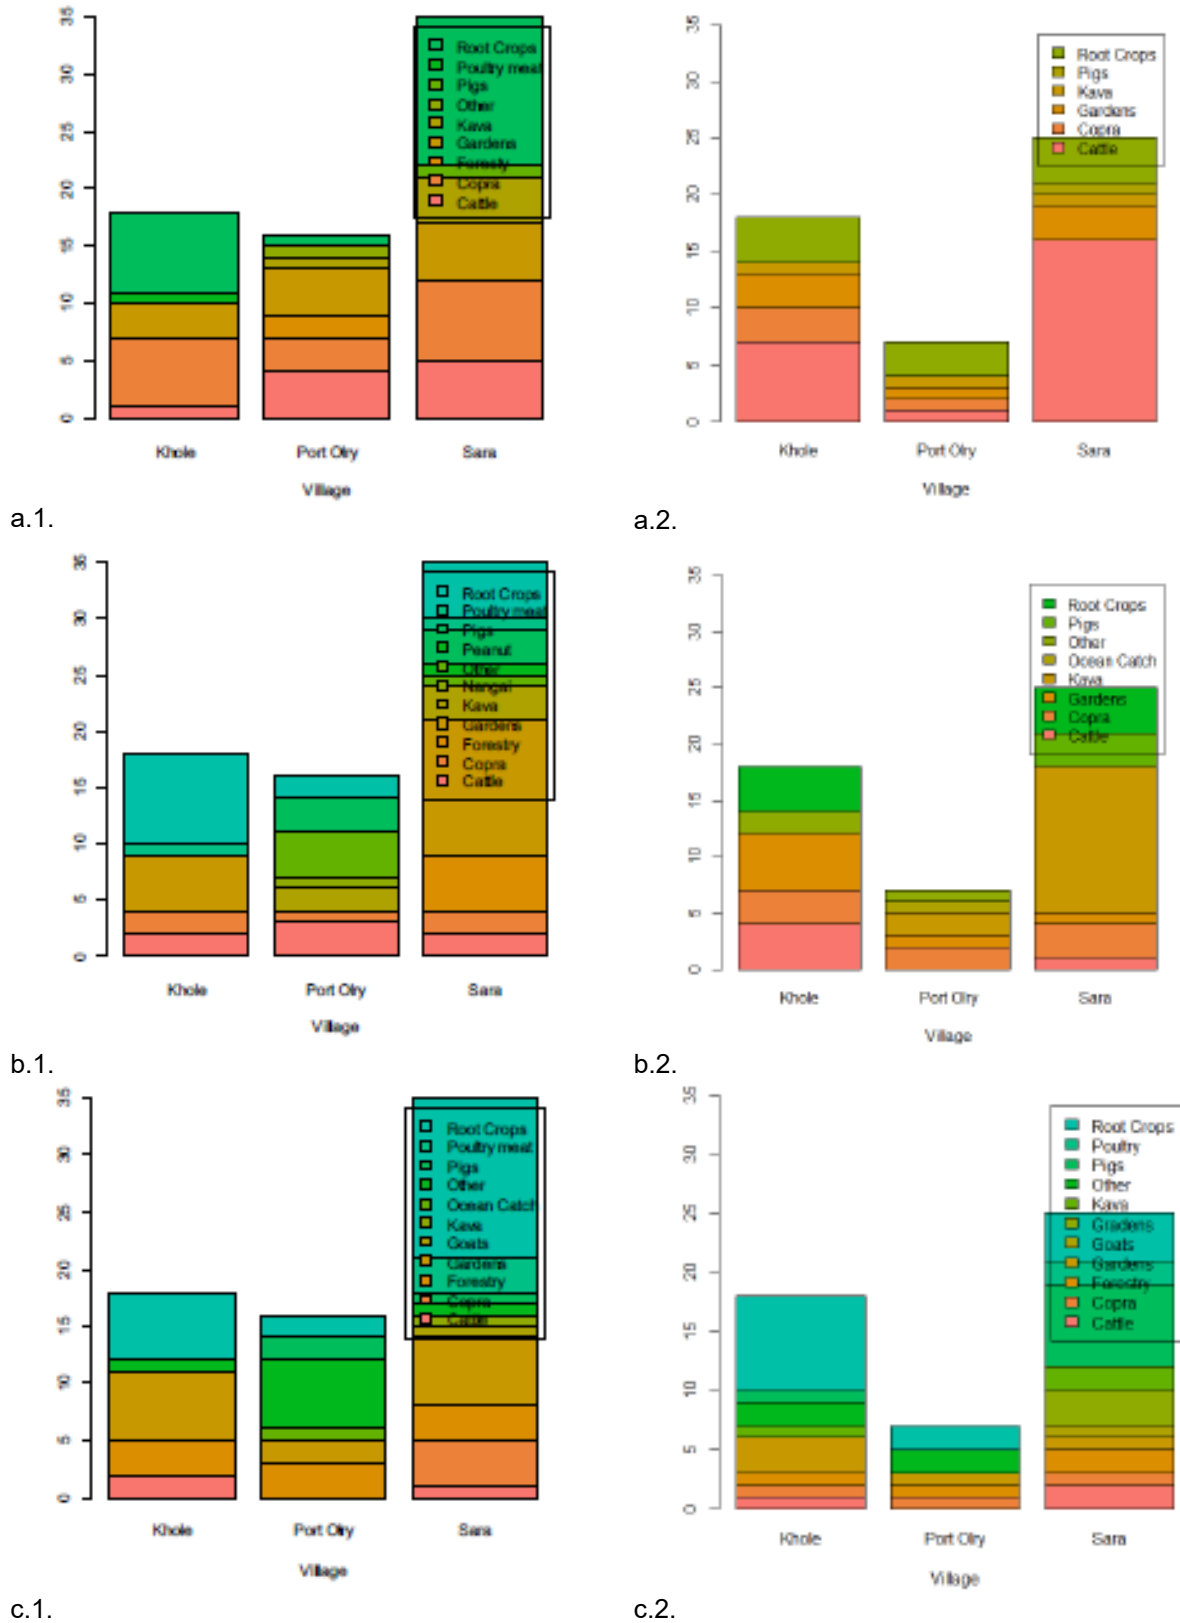 35
30
25
20
15
10
5
0
Root Crops
Poultry meat
Pigs
Other
Kava
Gardens
Foresty
Copra
Cattle
Khole Port Olry Sara
Village
a.1.
35
30
25
20
15
10
5
0
Root Crops
Pigs
Kava
Gardens
Copra
Cattle
Khole Port Olry Sara
Village
a.2.
35
30
25
20
15
10
5
0
Root Crops
Poultry meat
Pigs
Peanut
Other
Nangai
Kava
Gardens
Forestry
Copra
Cattle
Khole Port Olry Sara
Village
b.1.
35
30
25
20
15
10
5
0
Root Crops
Pigs
Other
Ocean Catch
Kava
Gardens
Copra
Cattle
Khole Port Olry Sara
Village
b.2.
35
30
25
20
15
10
5
0
Root Crops
Poultry meat
Pigs
Other
Ocean Catch
Kava
Goats
Gardens
Forestry
Copra
Cattle
Khole Port Olry Sara
Village
c.1.
35
30
25
20
15
10
5
0
Root Crops
Poultry
Pigs
Other
Kava
Gradens
Goats
Gardens
Forestry
Copra
Cattle
Khole Port Olry Sara
Village
c.2.